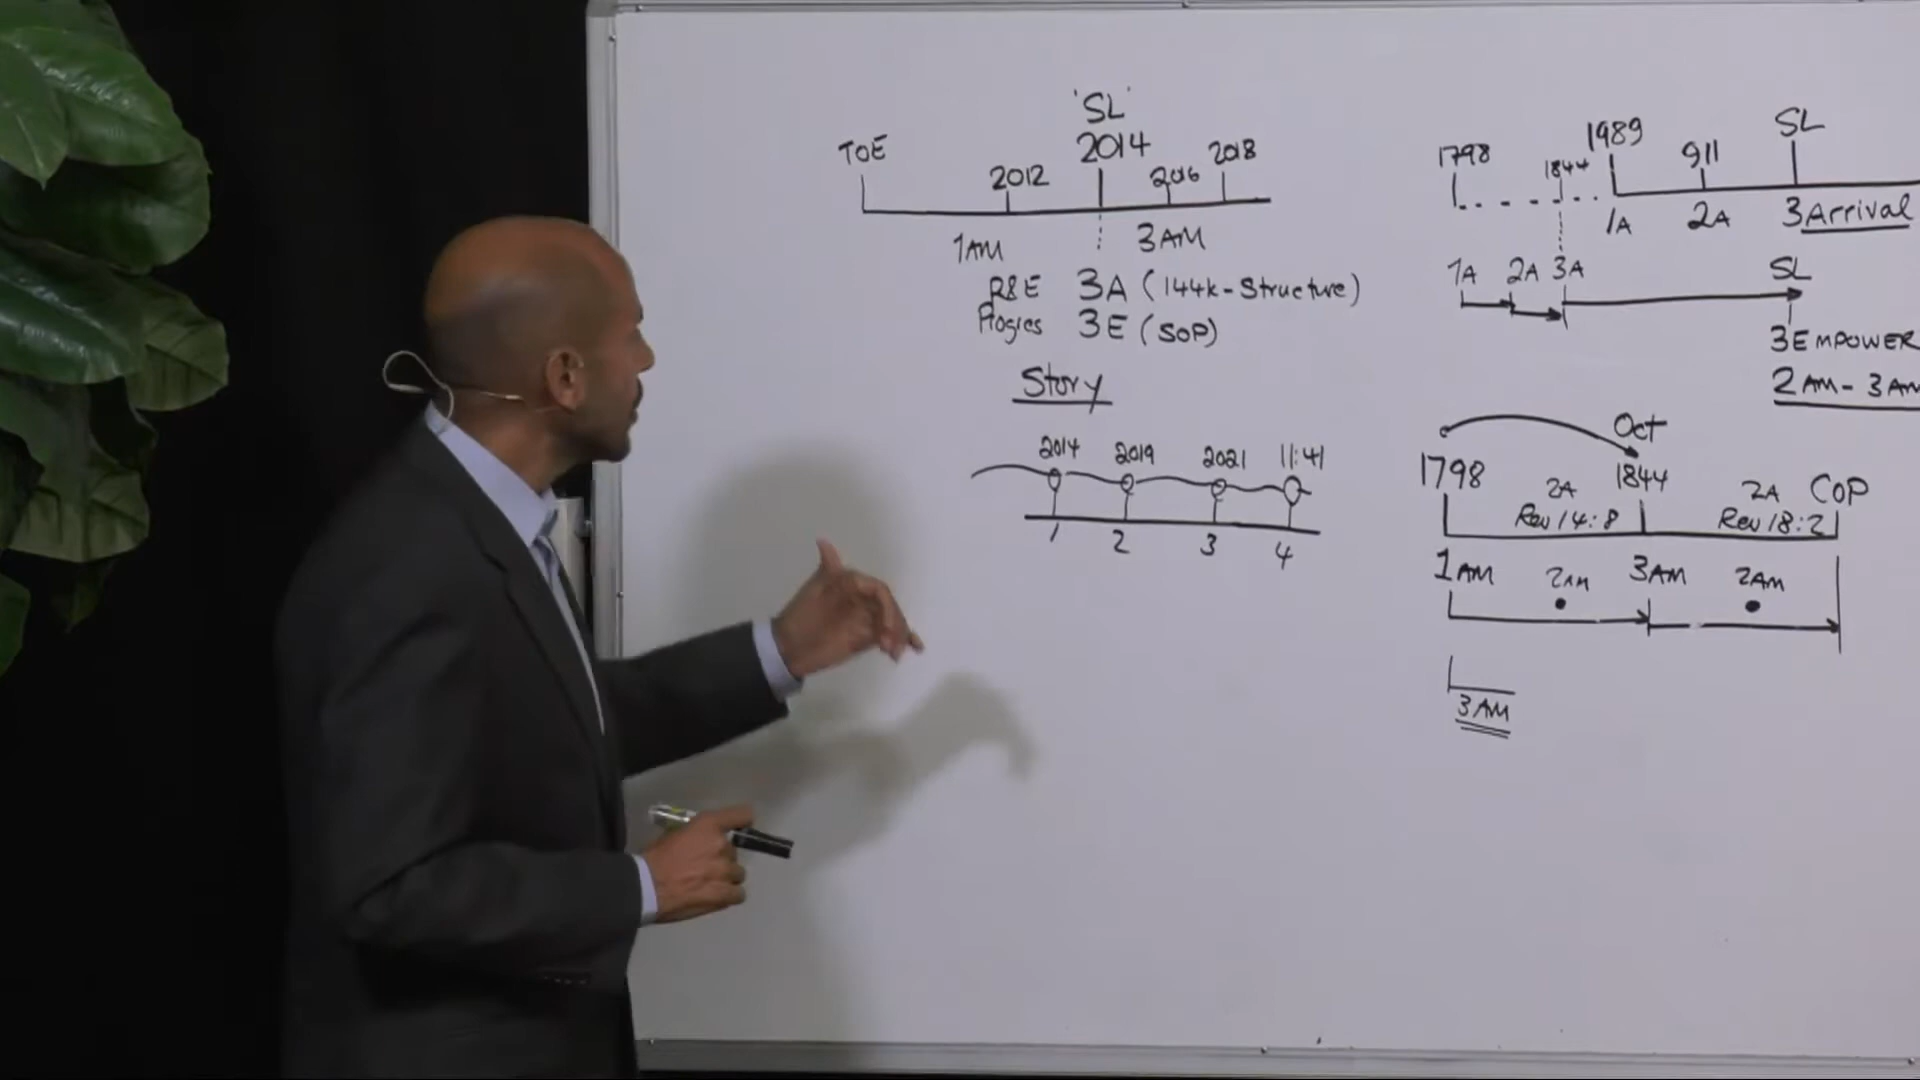 'SL'
TOE 2012 2014 2016 2018
1AM 3AM
R&E 3A (144k-Structure)
Progres 3E (SOP)
Story
2014 2019 2021 11:41
1 2 3 4
1798 1844 1989 911 SL
1A 2A 3Arrival
1A 2A 3A SL
3EMPOWER
2AM-3AM
Oct
1798 2A 1844 2A COP
Rev 14:8 Rev 18:2
1AM 2AM 3AM 2AM
3AM